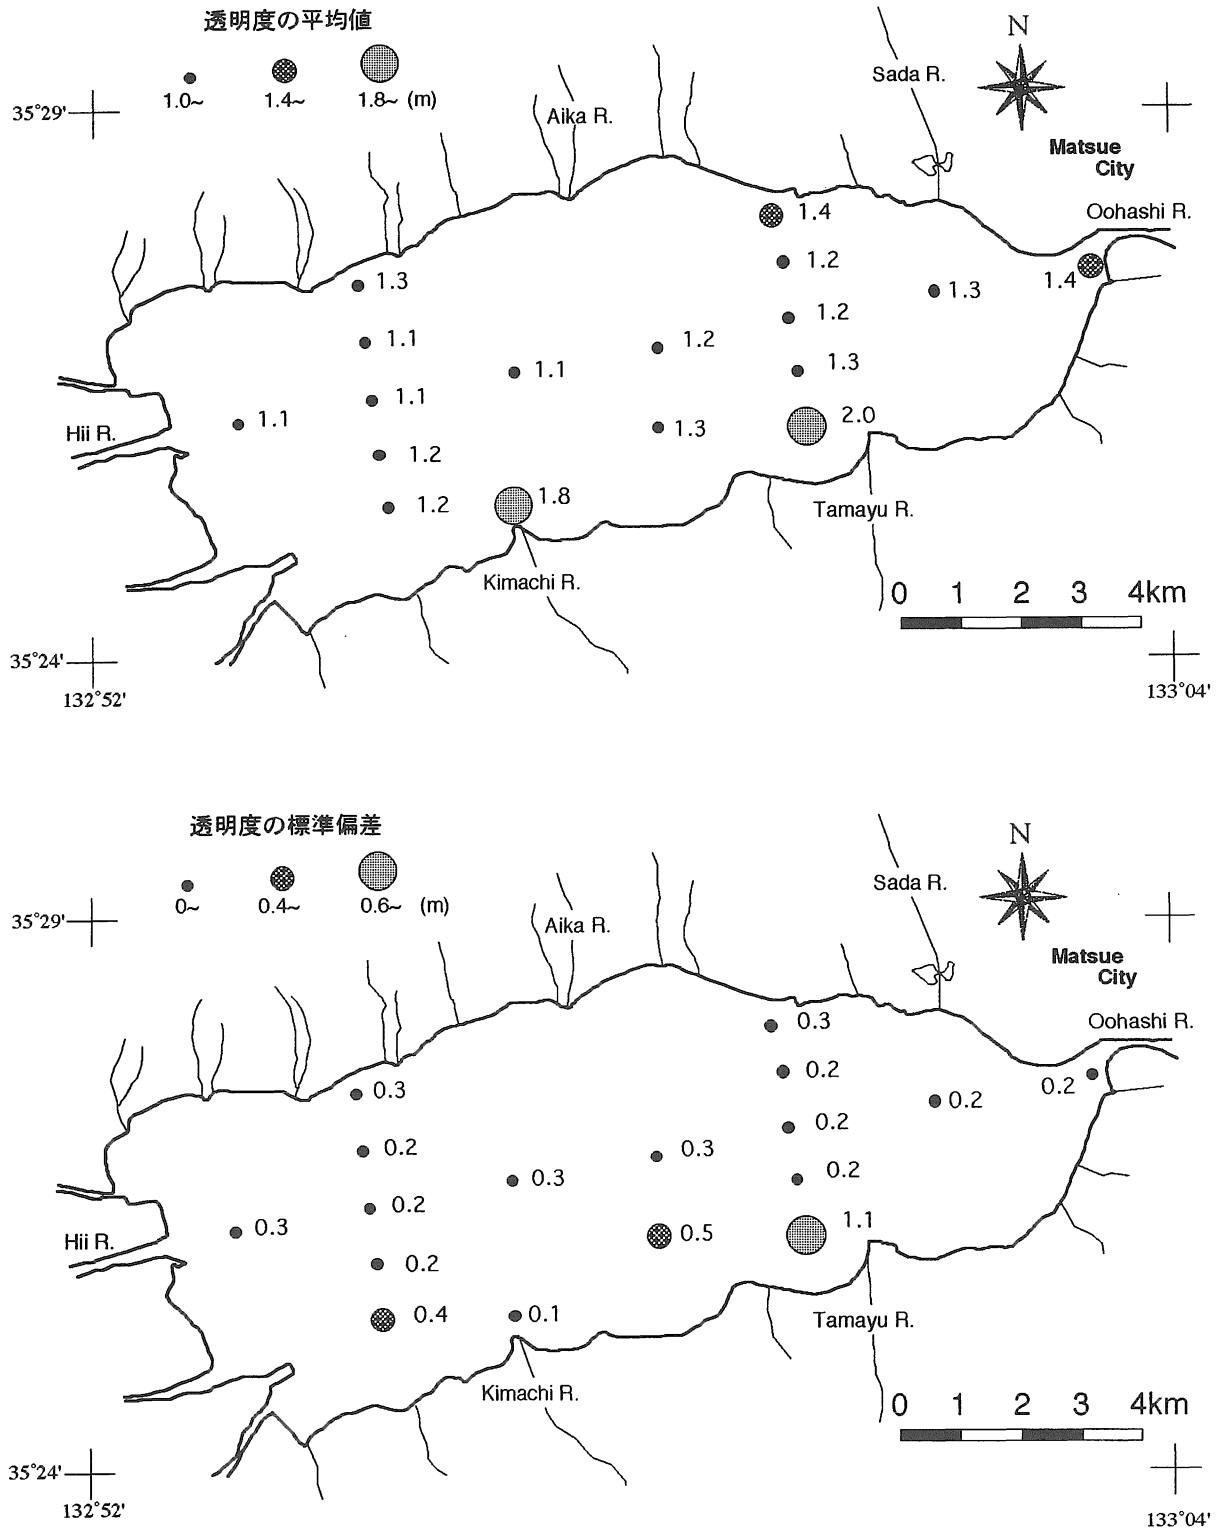 透明度の平均値
1.0~ 1.4~ 1.8~ (m)
35°29'
Aika R.
Sada R.
N
Matsue
City
Oohashi R.
1.4
1.2
1.4
1.3
1.3
1.2
1.1
1.2
1.1
1.3
1.1
1.1
1.3
2.0
Hii R.
1.2
1.2
1.8
Tamayu R.
Kimachi R.
0 1 2 3 4km
35°24'
132°52'
133°04'
透明度の標準偏差
0~ 0.4~ 0.6~ (m)
35°29'
Aika R.
Sada R.
N
Matsue
City
Oohashi R.
0.3
0.2
0.2
0.3
0.2
0.2
0.2
0.3
0.3
0.2
0.2
0.3
0.5
1.1
Hii R.
0.2
0.4
0.1
Tamayu R.
Kimachi R.
0 1 2 3 4km
35°24'
132°52'
133°04'